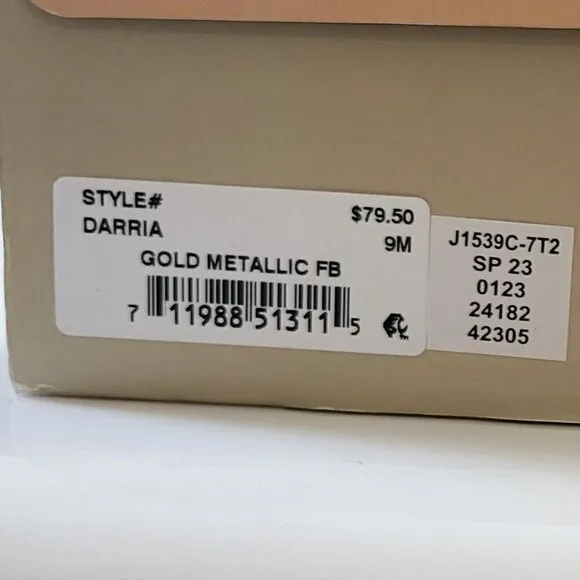 STYLE#
DARRIA
$79.50
9M
GOLD METALLIC FB
7 11988 51311 5
J1539C-7T2
SP 23
0123
24182
42305